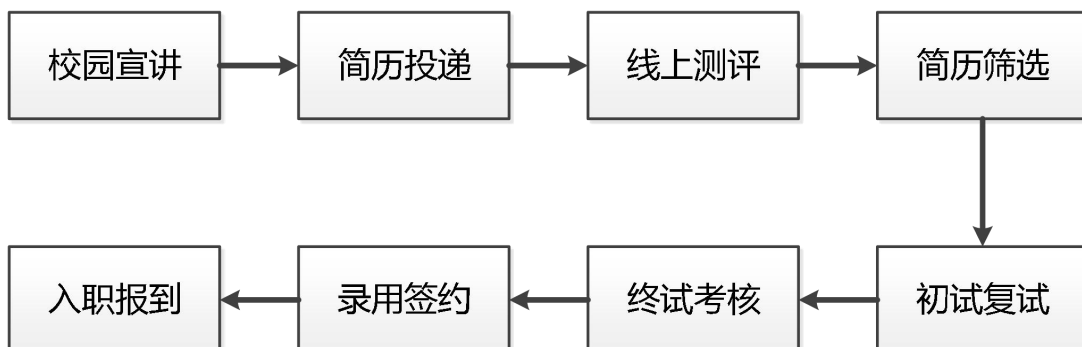 校园宣讲
简历投递
线上测评
简历筛选
初试复试
终试考核
录用签约
入职报到